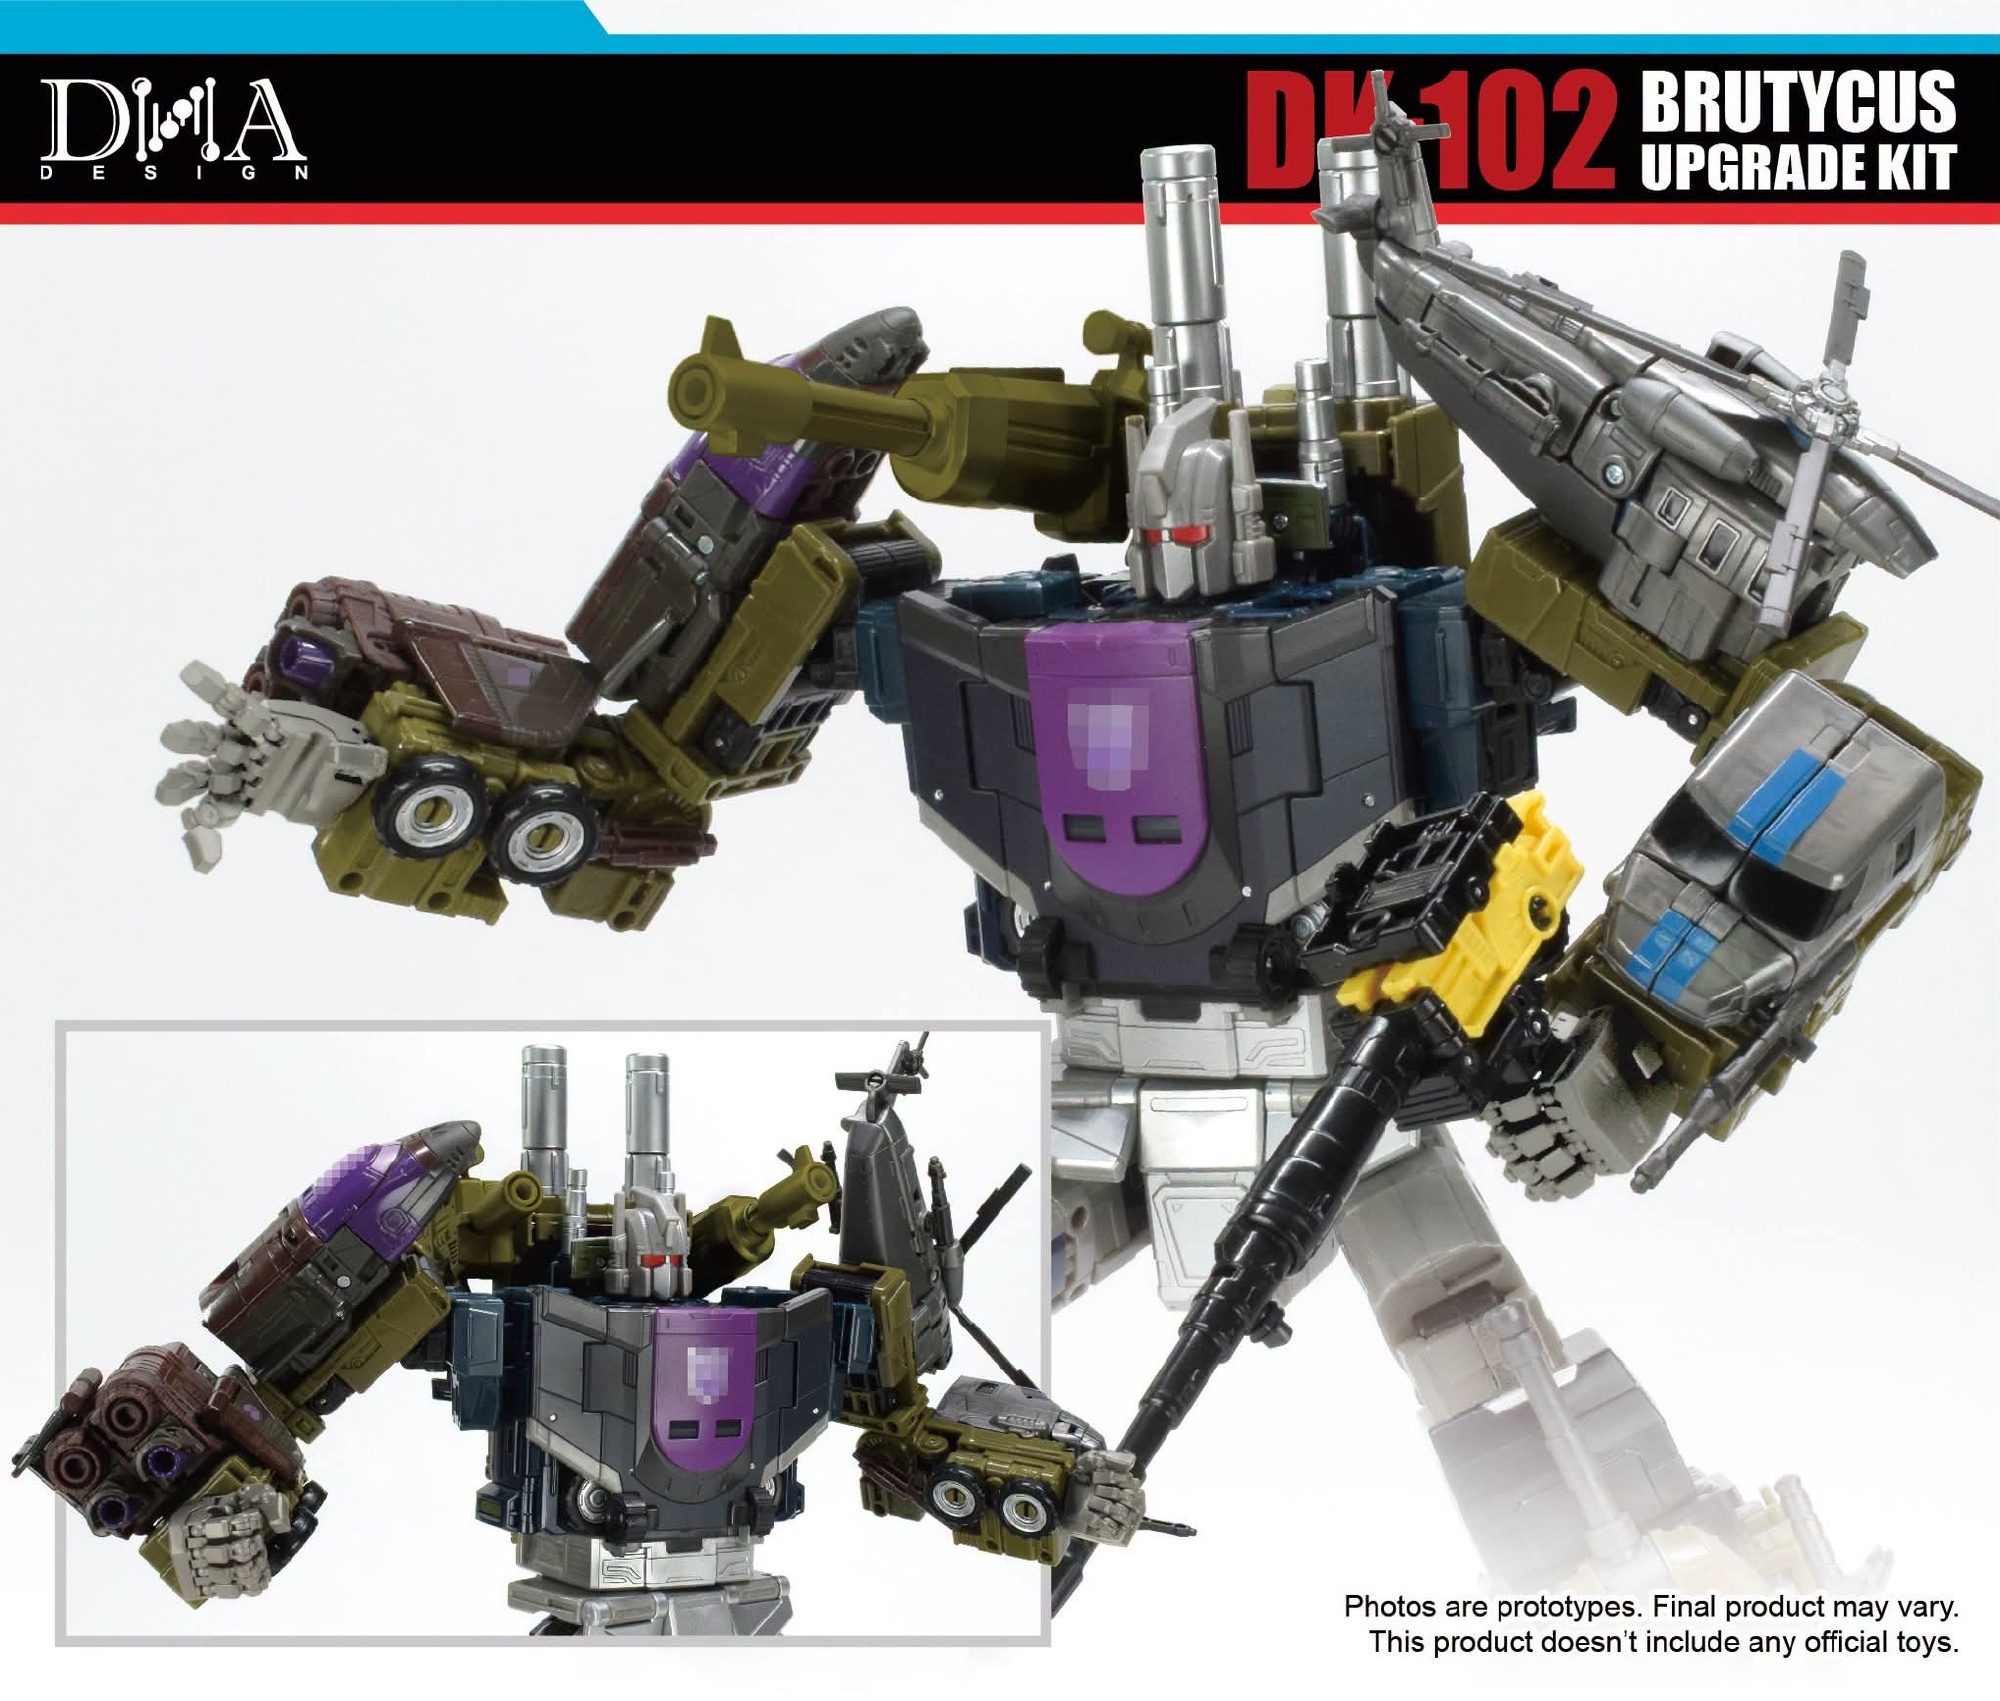 DNA
DESIGN
DK-102
BRUTYCUS
UPGRADE KIT
Photos are prototypes. Final product may vary.
This product doesn't include any official toys.